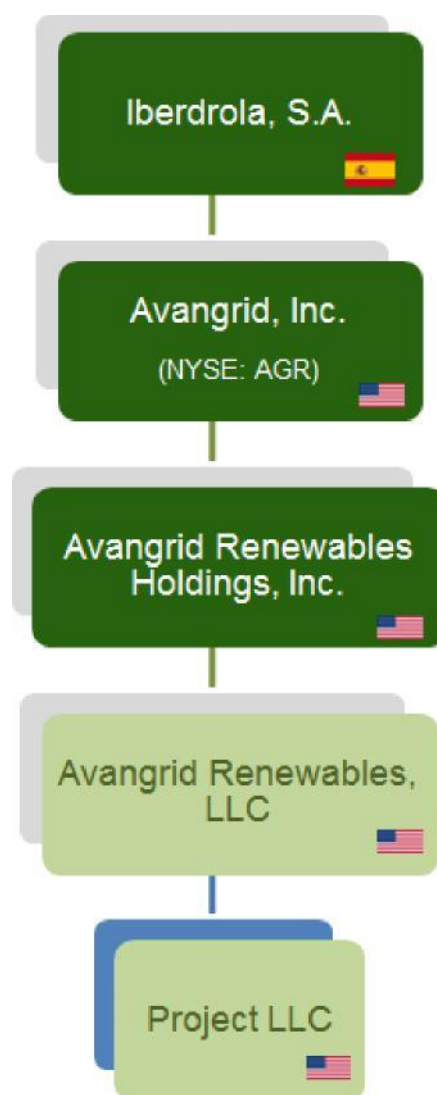 Iberdrola, S.A.
Avangrid, Inc.
(NYSE: AGR)
Avangrid Renewables
Holdings, Inc.
Avangrid Renewables,
LLC
Project LLC